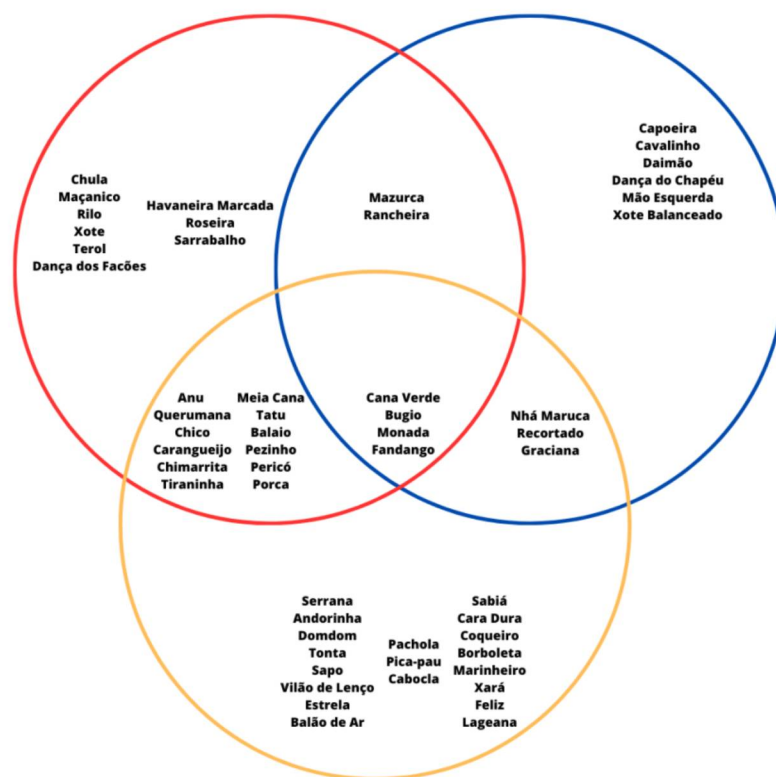 Chula
Maçanico
Rilo
Xote
Terol
Dança dos Facões
Havaneira Marcada
Roseira
Sarrabalho
Mazurca
Rancheira
Capoeira
Cavalinho
Daimão
Dança do Chapéu
Mão Esquerda
Xote Balanceado
Anu
Querumana
Chico
Carangueijo
Chimarrita
Tiraninha
Meia Cana
Tatu
Balaio
Pezinho
Pericó
Porca
Cana Verde
Bugio
Monada
Fandango
Nhá Maruca
Recortado
Graciana
Serrana
Andorinha
Domdom
Tonta
Sapo
Vilão de Lenço
Estrela
Balão de Ar
Pachola
Pica-pau
Cabocla
Sabiá
Cara Dura
Coqueiro
Borboleta
Marinheiro
Xará
Feliz
Lageana